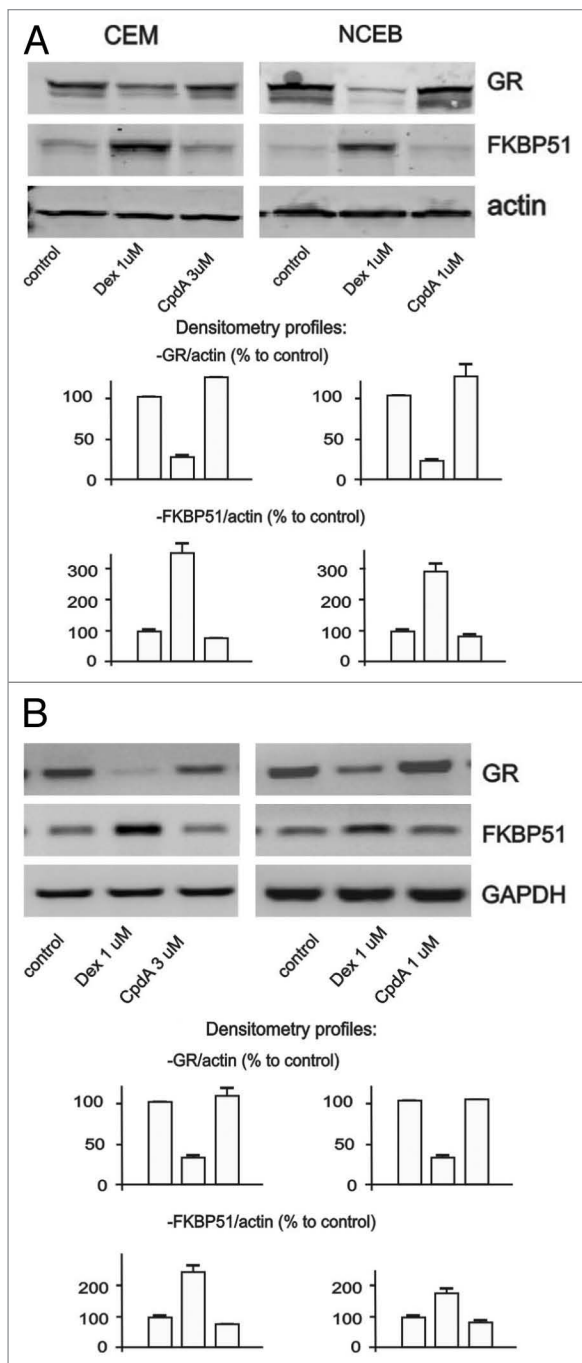 A
CEM NCEB
GR
FKBP51
actin
control Dex 1uM CpdA 3uM control Dex 1uM CpdA 1uM
Densitometry profiles:
-GR/actin (% to control)
100 100
50 50
0 0
-FKBP51/actin (% to control)
300 300
200 200
100 100
0 0
B
GR
FKBP51
GAPDH
control Dex 1 uM CpdA 3 uM control Dex 1 uM CpdA 1 uM
Densitometry profiles:
-GR/actin (% to control)
100 100
50 50
0 0
-FKBP51/actin (% to control)
200 200
100 100
0 0